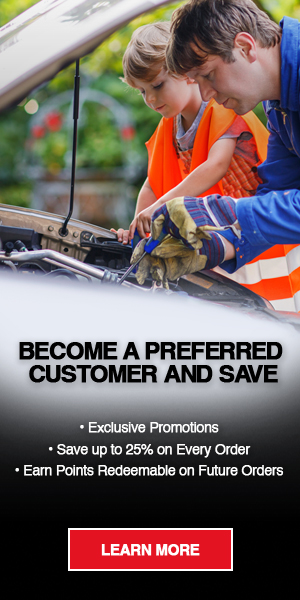 BECOME A PREFERRED
CUSTOMER AND SAVE
• Exclusive Promotions
• Save up to 25% on Every Order
• Earn Points Redeemable on Future Orders
LEARN MORE